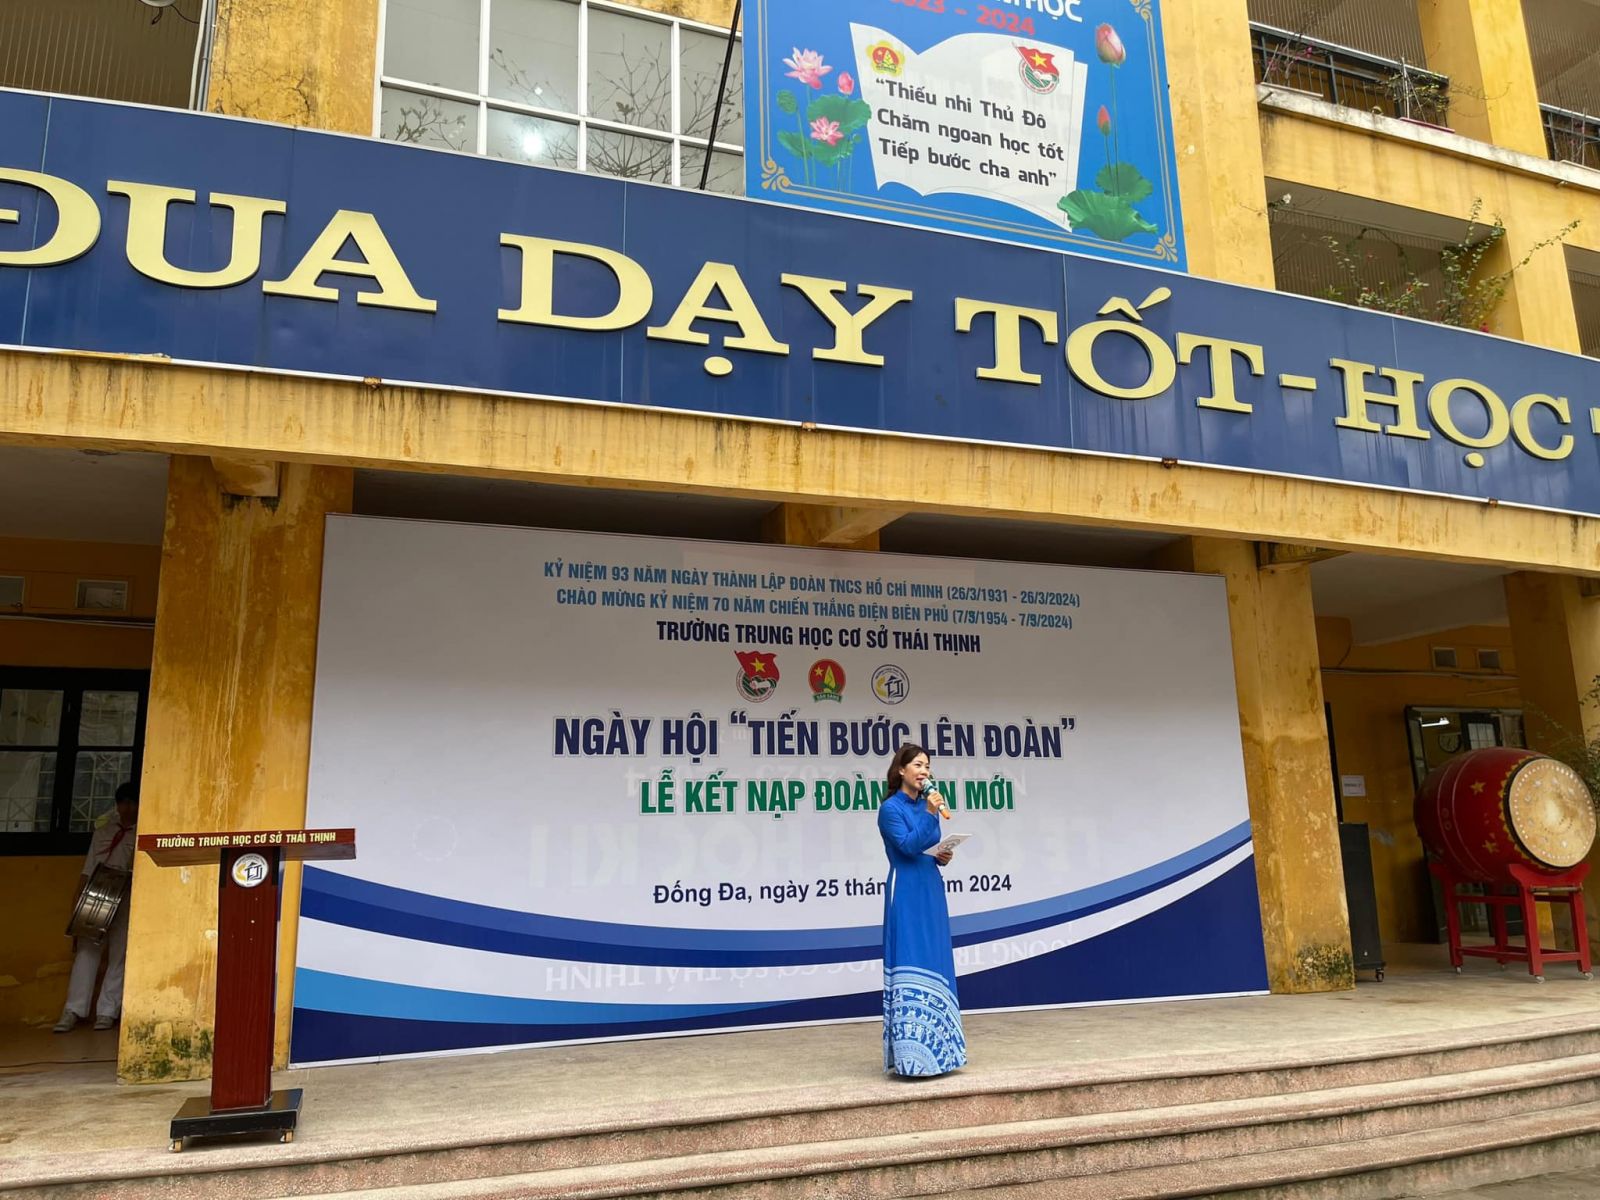 2023 - 2024
“Thiếu nhi Thủ Đô
Chăm ngoan học tốt
Tiếp bước cha anh”
ĐUA DẠY TỐT - HỌC
KỶ NIỆM 93 NĂM NGÀY THÀNH LẬP ĐOÀN TNCS HỒ CHÍ MINH (26/3/1931 - 26/3/2024)
CHÀO MỪNG KỶ NIỆM 70 NĂM CHIẾN THẮNG ĐIỆN BIÊN PHỦ (7/5/1954 - 7/5/2024)
TRƯỜNG TRUNG HỌC CƠ SỞ THÁI THỊNH
NGÀY HỘI “TIẾN BƯỚC LÊN ĐOÀN”
LỄ KẾT NẠP ĐOÀN MỚI
Đống Đa, ngày 25 năm 2024
TRƯỜNG TRUNG HỌC CƠ SỞ THÁI THỊNH